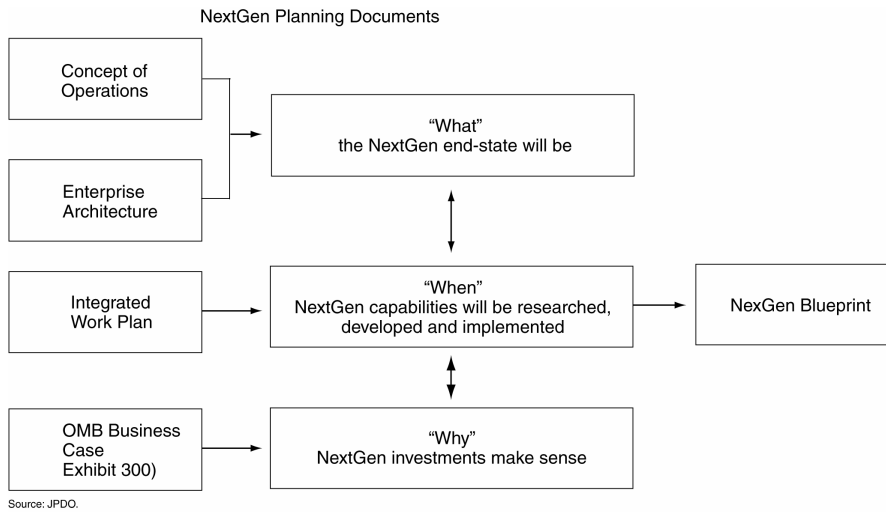 NextGen Planning Documents
Concept of
Operations
“What”
the NextGen end-state will be
Enterprise
Architecture
Integrated
Work Plan
“When”
NextGen capabilities will be researched,
developed and implemented
NexGen Blueprint
OMB Business
Case
Exhibit 300)
“Why”
NextGen investments make sense
Source: JPDO.